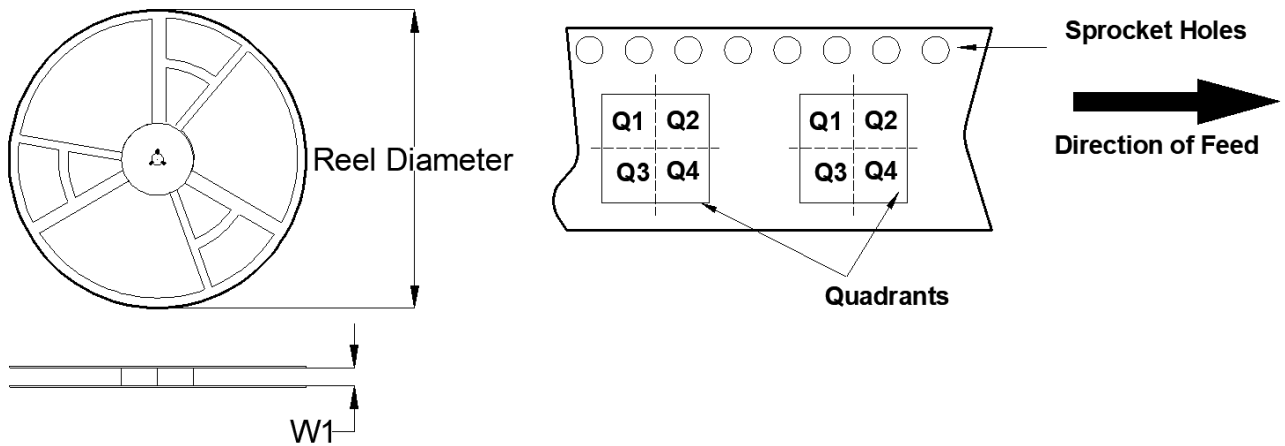 Reel Diameter
W1
Sprocket Holes
Q1 Q2 Q1 Q2
Q3 Q4 Q3 Q4
Direction of Feed
Quadrants